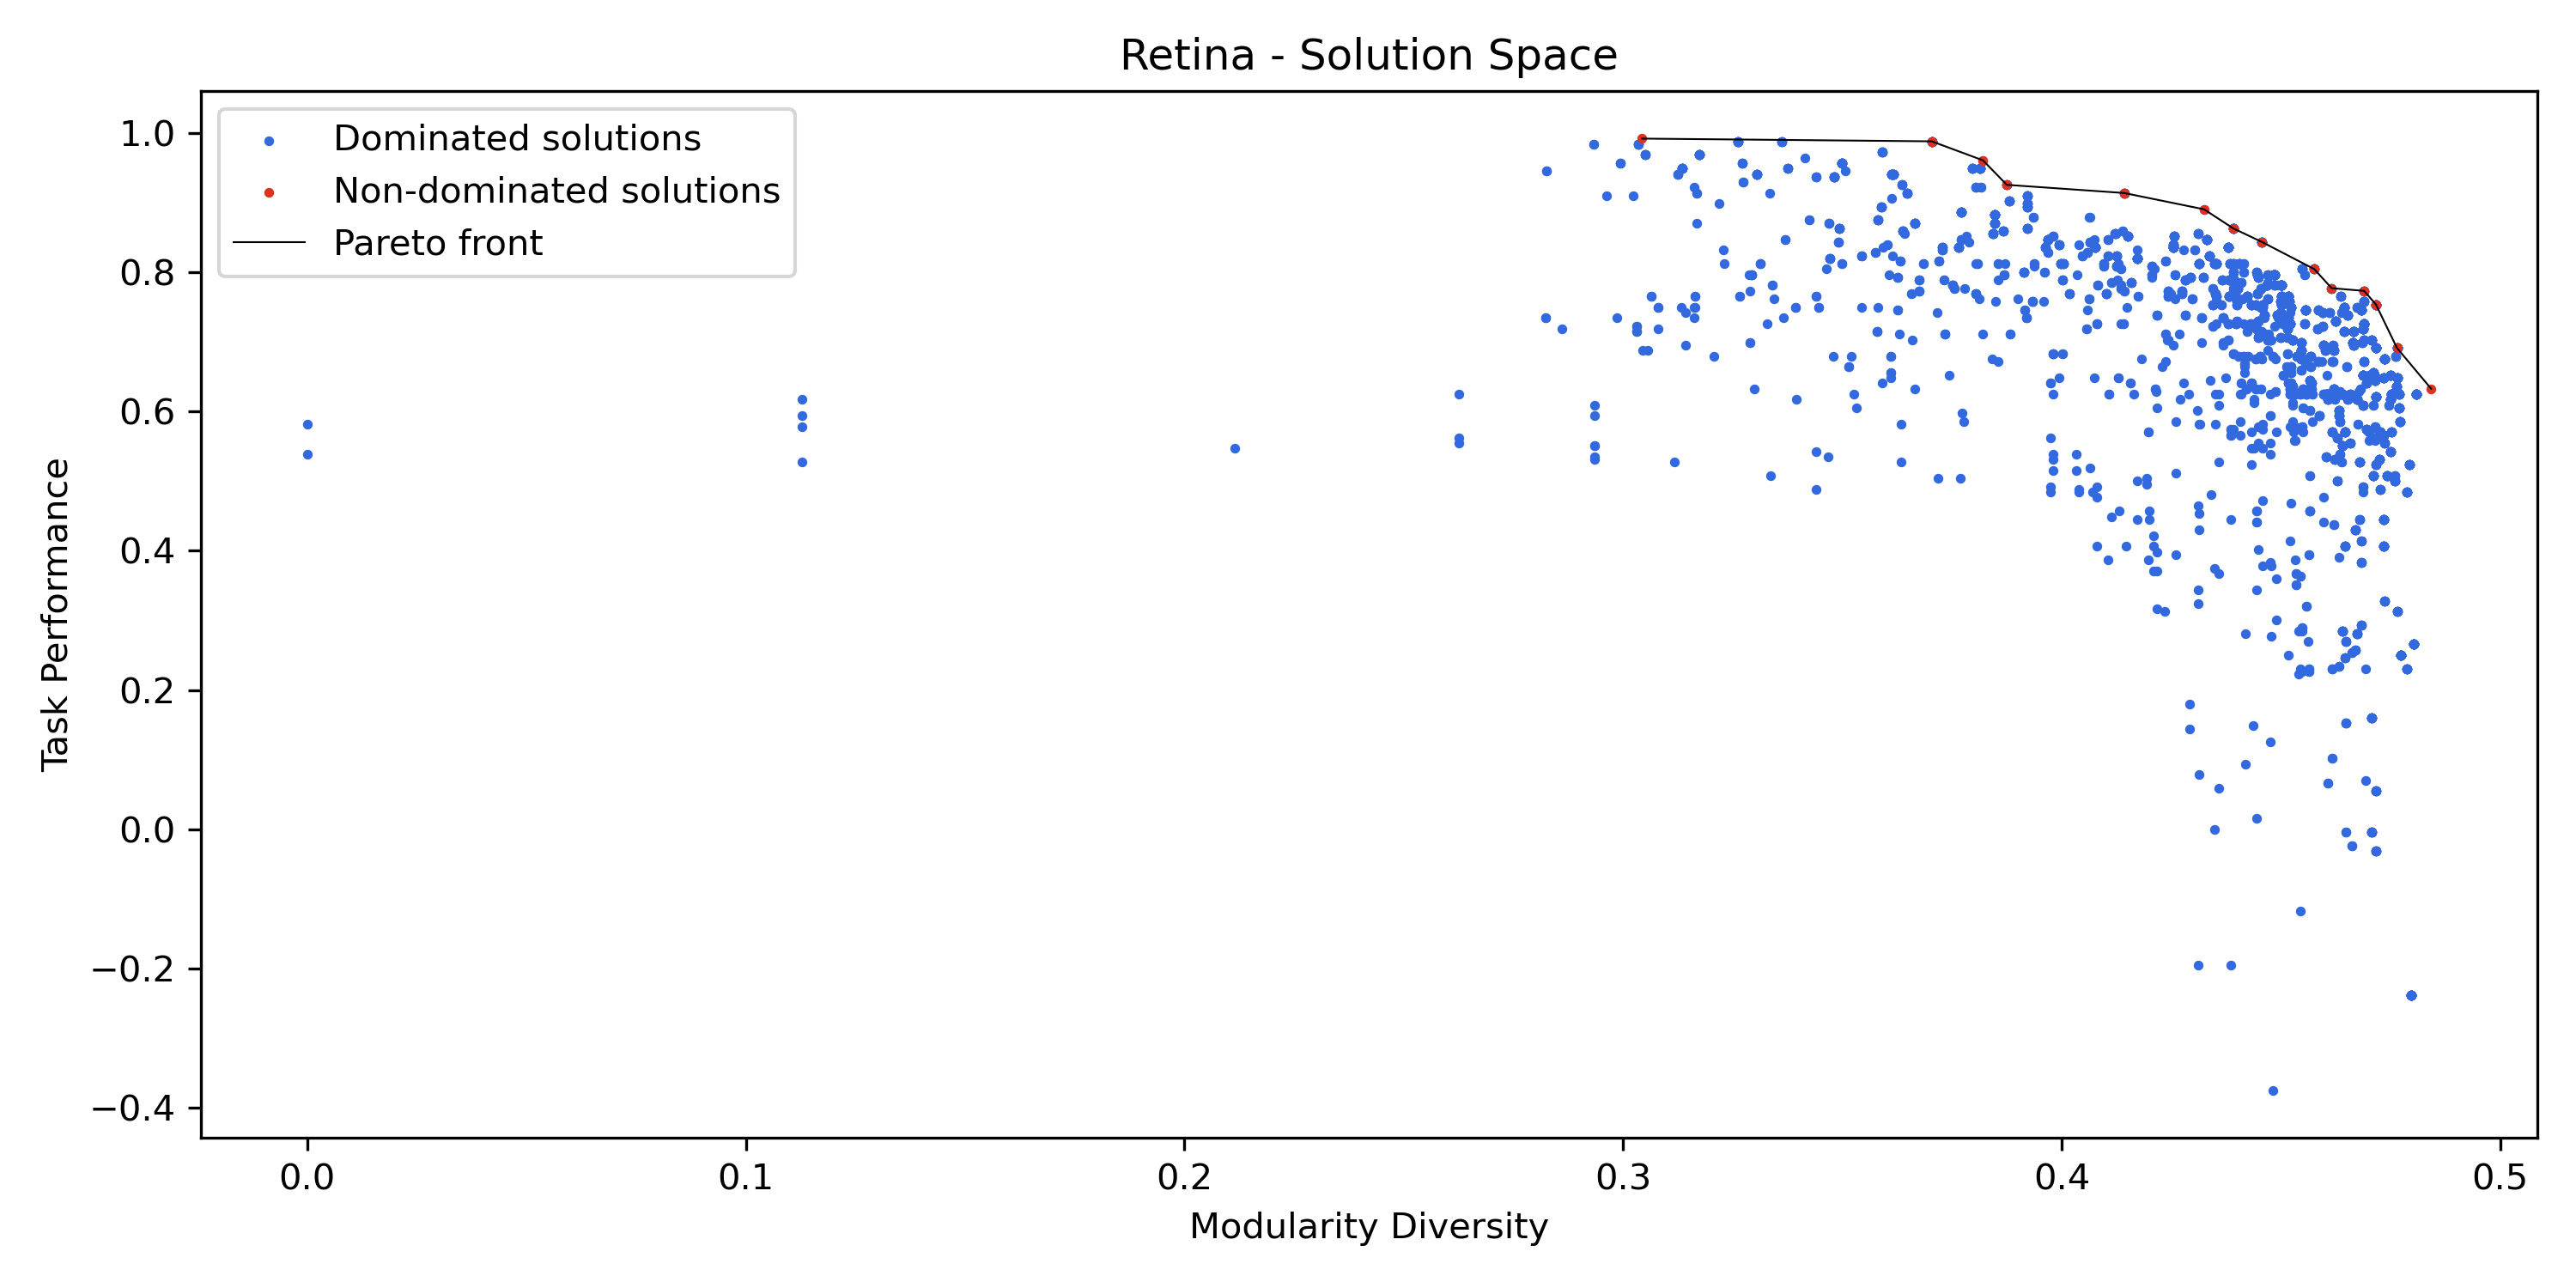 Retina - Solution Space
Dominated solutions
Non-dominated solutions
Pareto front
1.0
0.8
0.6
0.4
0.2
0.0
−0.2
−0.4
Task Performance
0.0 0.1 0.2 0.3 0.4 0.5
Modularity Diversity